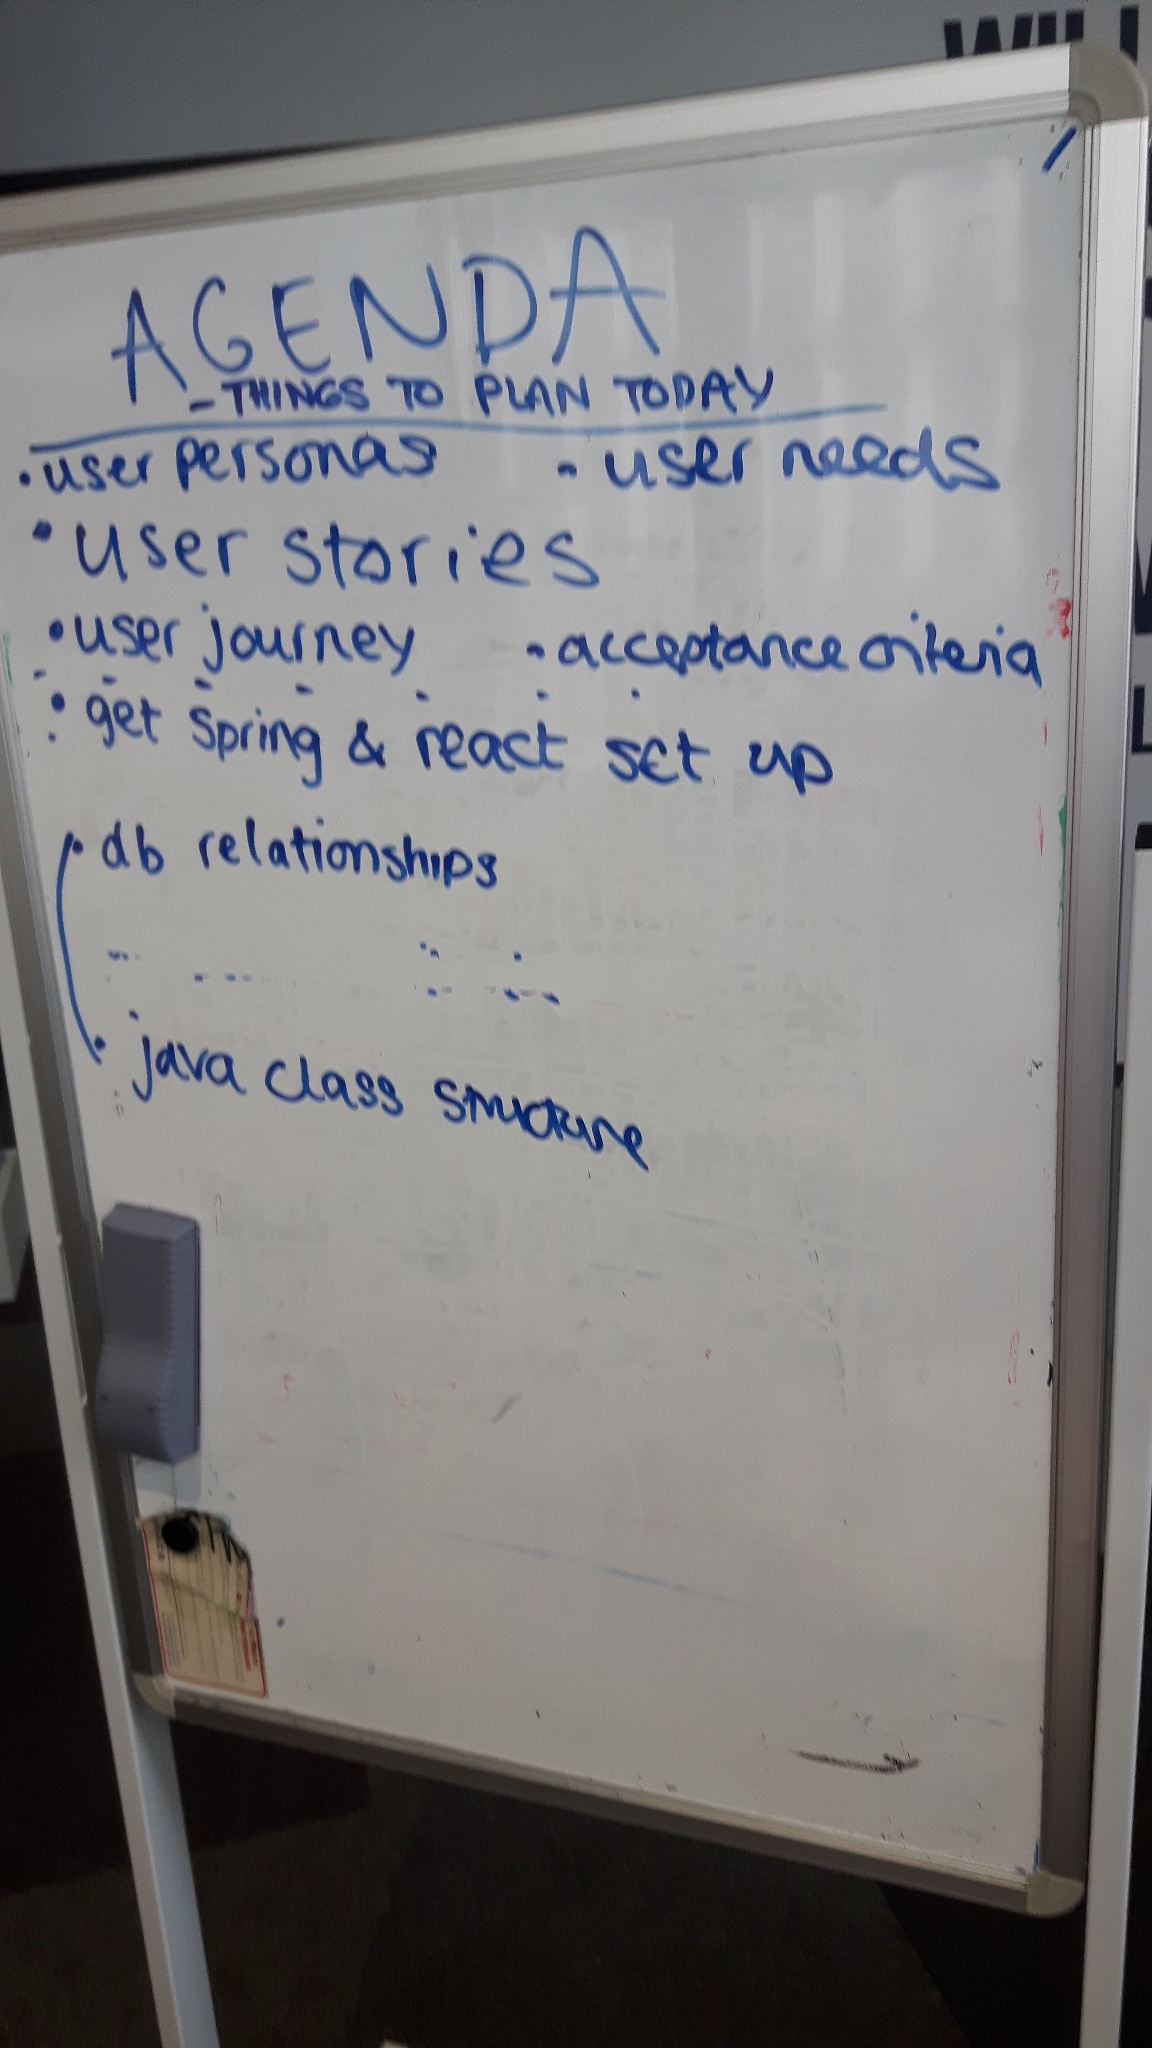 AGENDA
- THINGS TO PLAN TODAY
• user personas - user needs
• user stories
• user journey - acceptance criteria
• get spring & react set up
• db relationships
• java class structure